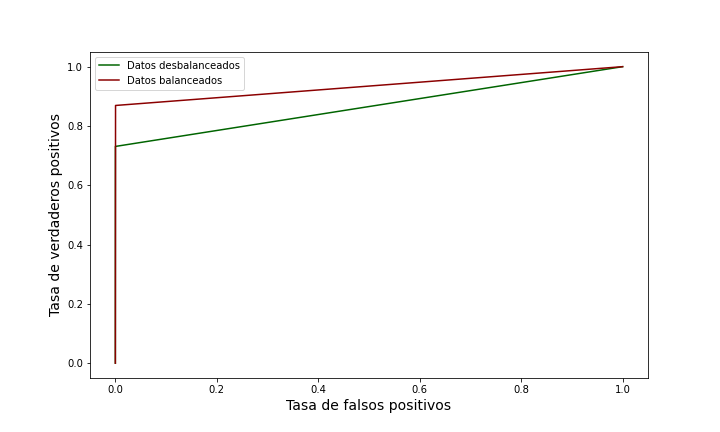 Datos desbalanceados
Datos balanceados
Tasa de verdaderos positivos
1.0
0.8
0.6
0.4
0.2
0.0
0.0 0.2 0.4 0.6 0.8 1.0
Tasa de falsos positivos